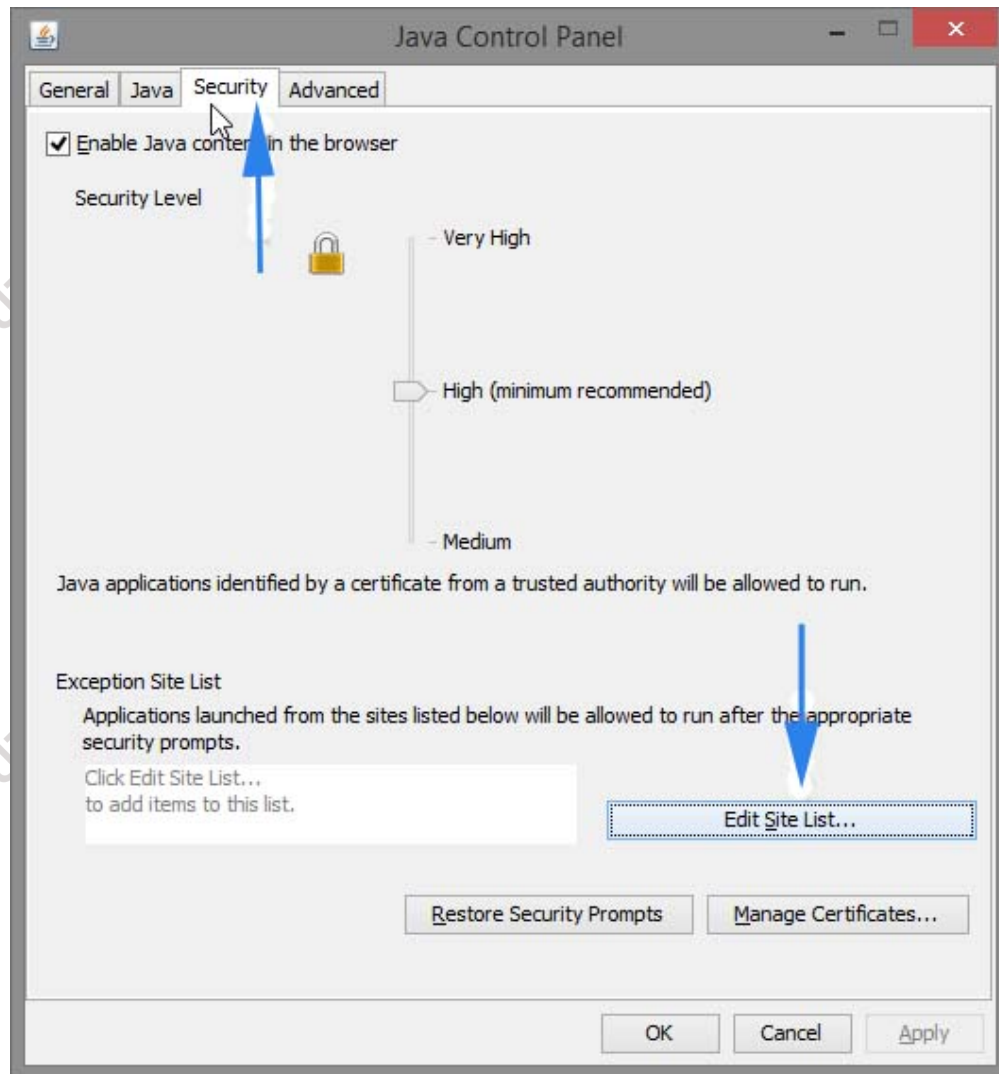 Java Control Panel
General Java Security Advanced
Enable Java content in the browser
Security Level
Very High
High (minimum recommended)
Medium
Java applications identified by a certificate from a trusted authority will be allowed to run.
Exception Site List
Applications launched from the sites listed below will be allowed to run after the appropriate
security prompts.
Click Edit Site List...
to add items to this list.
Edit Site List...
Restore Security Prompts Manage Certificates...
OK Cancel Apply